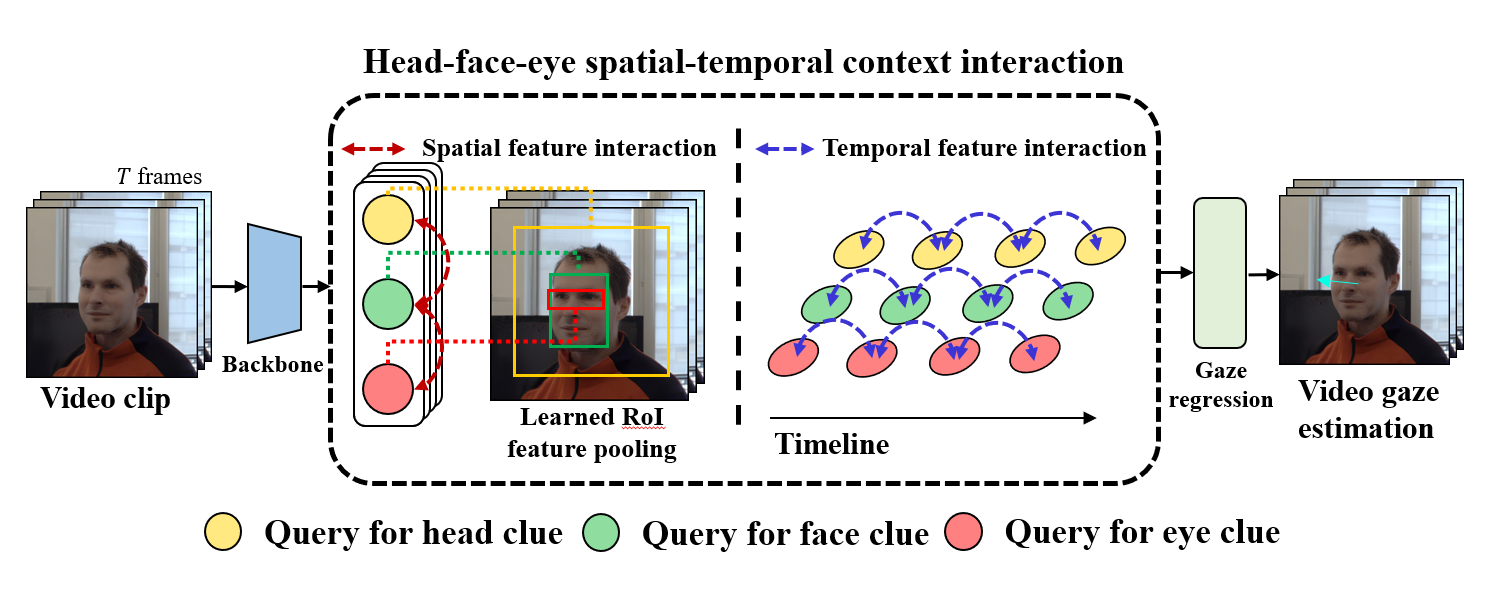 Head-face-eye spatial-temporal context interaction
Spatial feature interaction
Temporal feature interaction
T frames
Backbone
Video clip
Learned RoI
feature pooling
Timeline
Gaze
regression
Video gaze
estimation
Query for head clue
Query for face clue
Query for eye clue